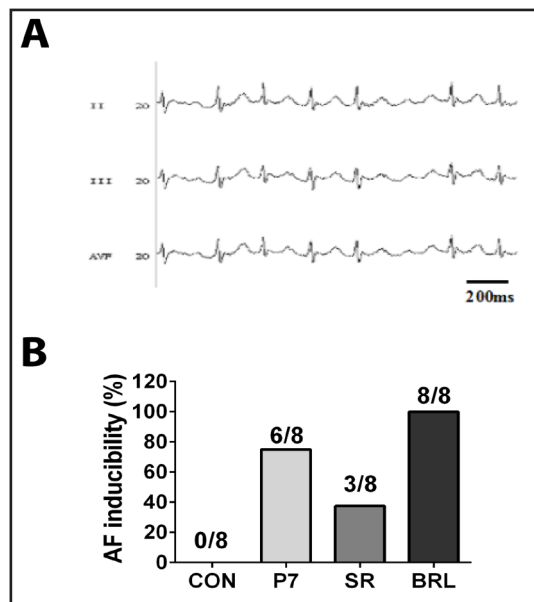 A
II 20
III 20
AVF 20
200ms
B
AF inducibility (%)
120
100
80
60
40
20
0
0/8
6/8
3/8
8/8
CON P7 SR BRL